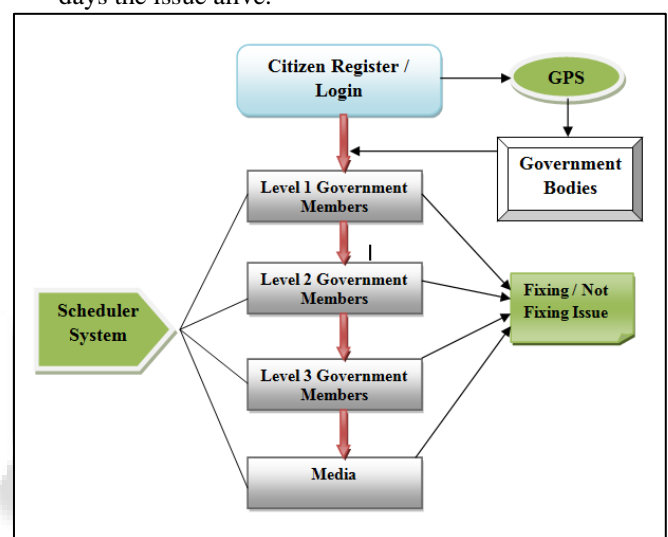 days the issue alive.
Citizen Register /
Login
GPS
Government
Bodies
Level 1 Government
Members
Level 2 Government
Members
Scheduler
System
Fixing / Not
Fixing Issue
Level 3 Government
Members
Media